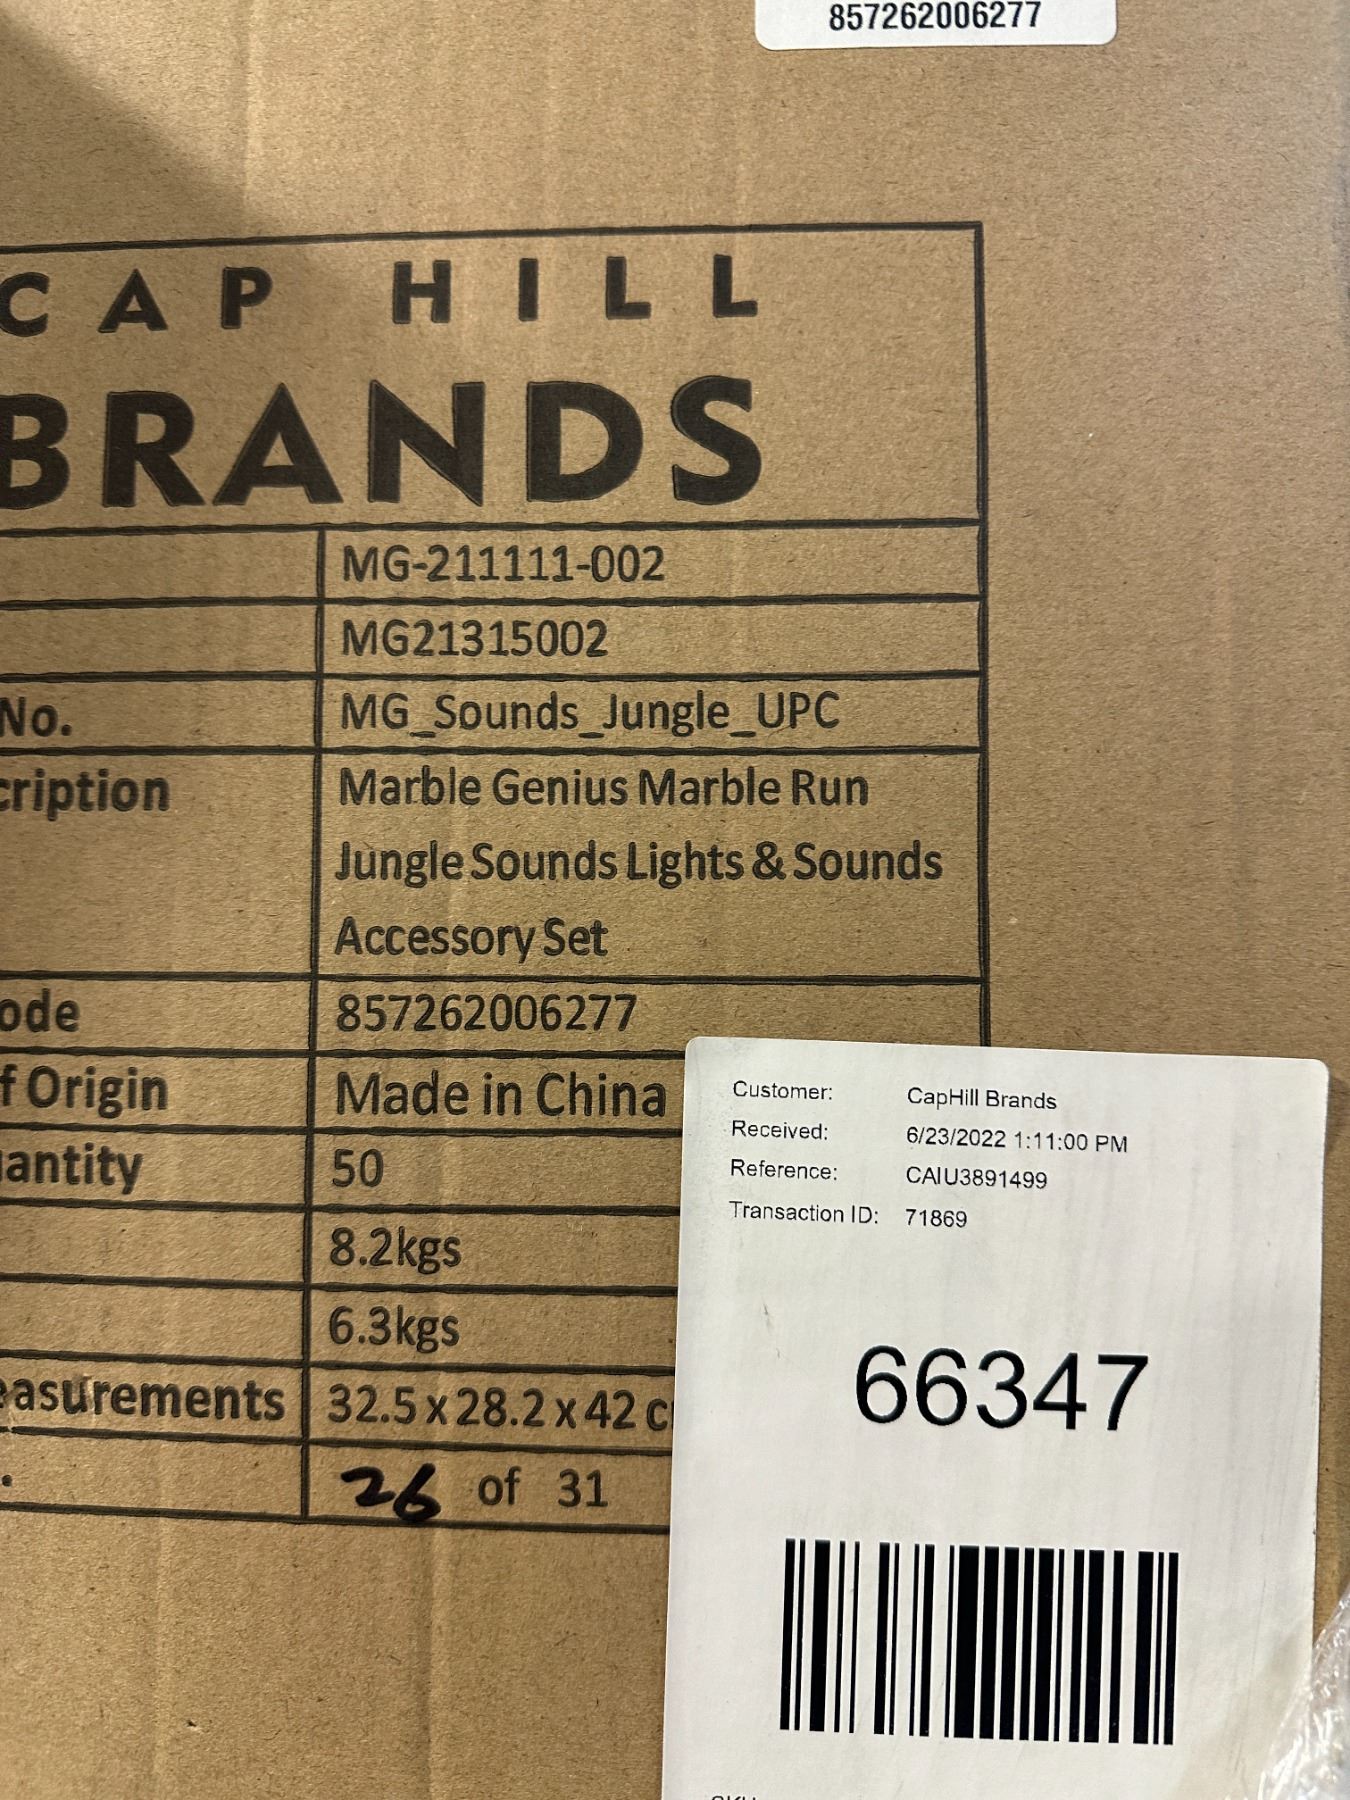 857262006277
CAP HILL
BRANDS
MG-211111-002
MG21315002
No. MG_Sounds_Jungle_UPC
cription Marble Genius Marble Run
Jungle Sounds Lights & Sounds
Accessory Set
ode 857262006277
f Origin Made in China
uantity 50
8.2kgs
6.3kgs
easurements 32.5 x 28.2 x 42 c
. 26 of 31
Customer: CapHill Brands
Received: 6/23/2022 1:11:00 PM
Reference: CAIU3891499
Transaction ID: 71869
66347